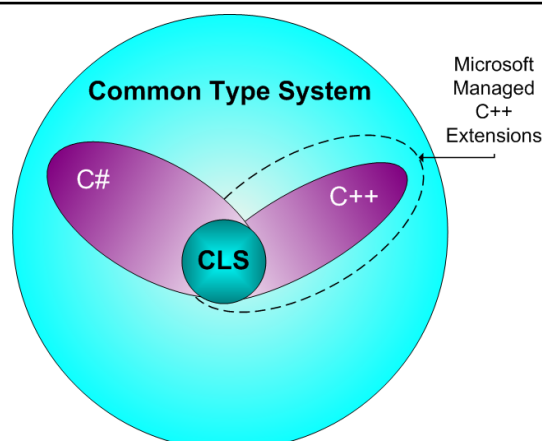 Microsoft
Managed
C++
Extensions
Common Type System
C#
C++
CLS